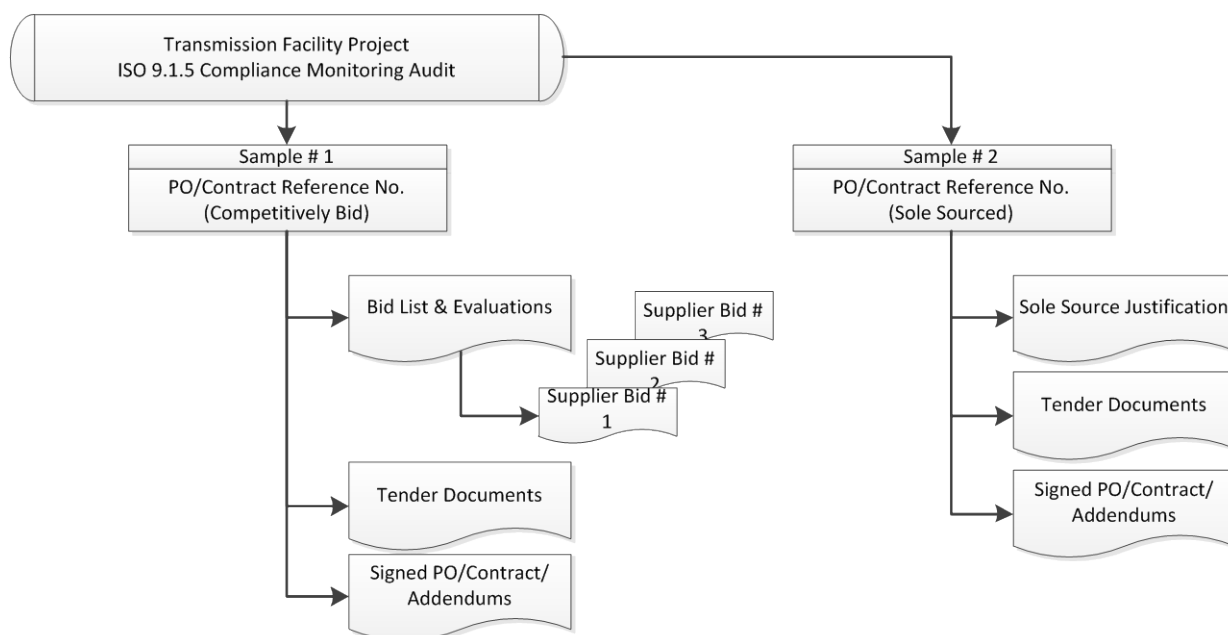 Transmission Facility Project
ISO 9.1.5 Compliance Monitoring Audit
Sample # 1
PO/Contract Reference No.
(Competitively Bid)
Bid List & Evaluations
Supplier Bid #
3
Supplier Bid #
2
Supplier Bid #
1
Tender Documents
Signed PO/Contract/
Addendums
Sample # 2
PO/Contract Reference No.
(Sole Sourced)
Sole Source Justification
Tender Documents
Signed PO/Contract/
Addendums